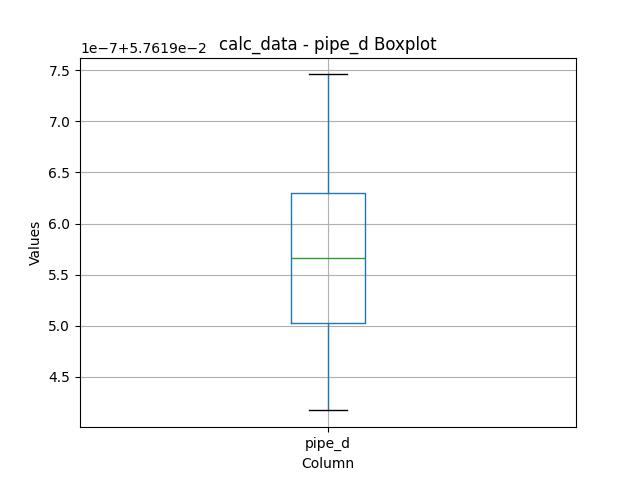 1e−7+5.7619e−2
calc_data - pipe_d Boxplot
7.5
7.0
6.5
6.0
5.5
5.0
4.5
Values
pipe_d
Column